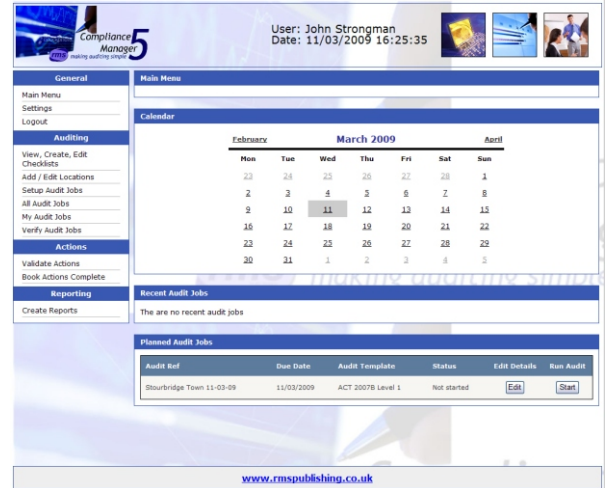 Compliance
Manager
5
rms making auditing simple
User: John Strongman
Date: 11/03/2009 16:25:35
General
Main Menu
Settings
Logout
Auditing
View, Create, Edit
Checklists
Add / Edit Locations
Setup Audit Jobs
All Audit Jobs
My Audit Jobs
Verify Audit Jobs
Actions
Validate Actions
Book Actions Complete
Reporting
Create Reports
Main Menu
Calendar
February March 2009 April
Mon Tue Wed Thu Fri Sat Sun
23 24 25 26 27 28 1
2 3 4 5 6 7 8
9 10 11 12 13 14 15
16 17 18 19 20 21 22
23 24 25 26 27 28 29
30 31 1 2 3 4 5
making auditing simple
Recent Audit Jobs
The are no recent audit jobs
Planned Audit Jobs
Audit Ref Due Date Audit Template Status Edit Details Run Audit
Stourbridge Town 11-03-09 11/03/2009 ACT 2007B Level 1 Not started Edit Start
www.rmspublishing.co.uk